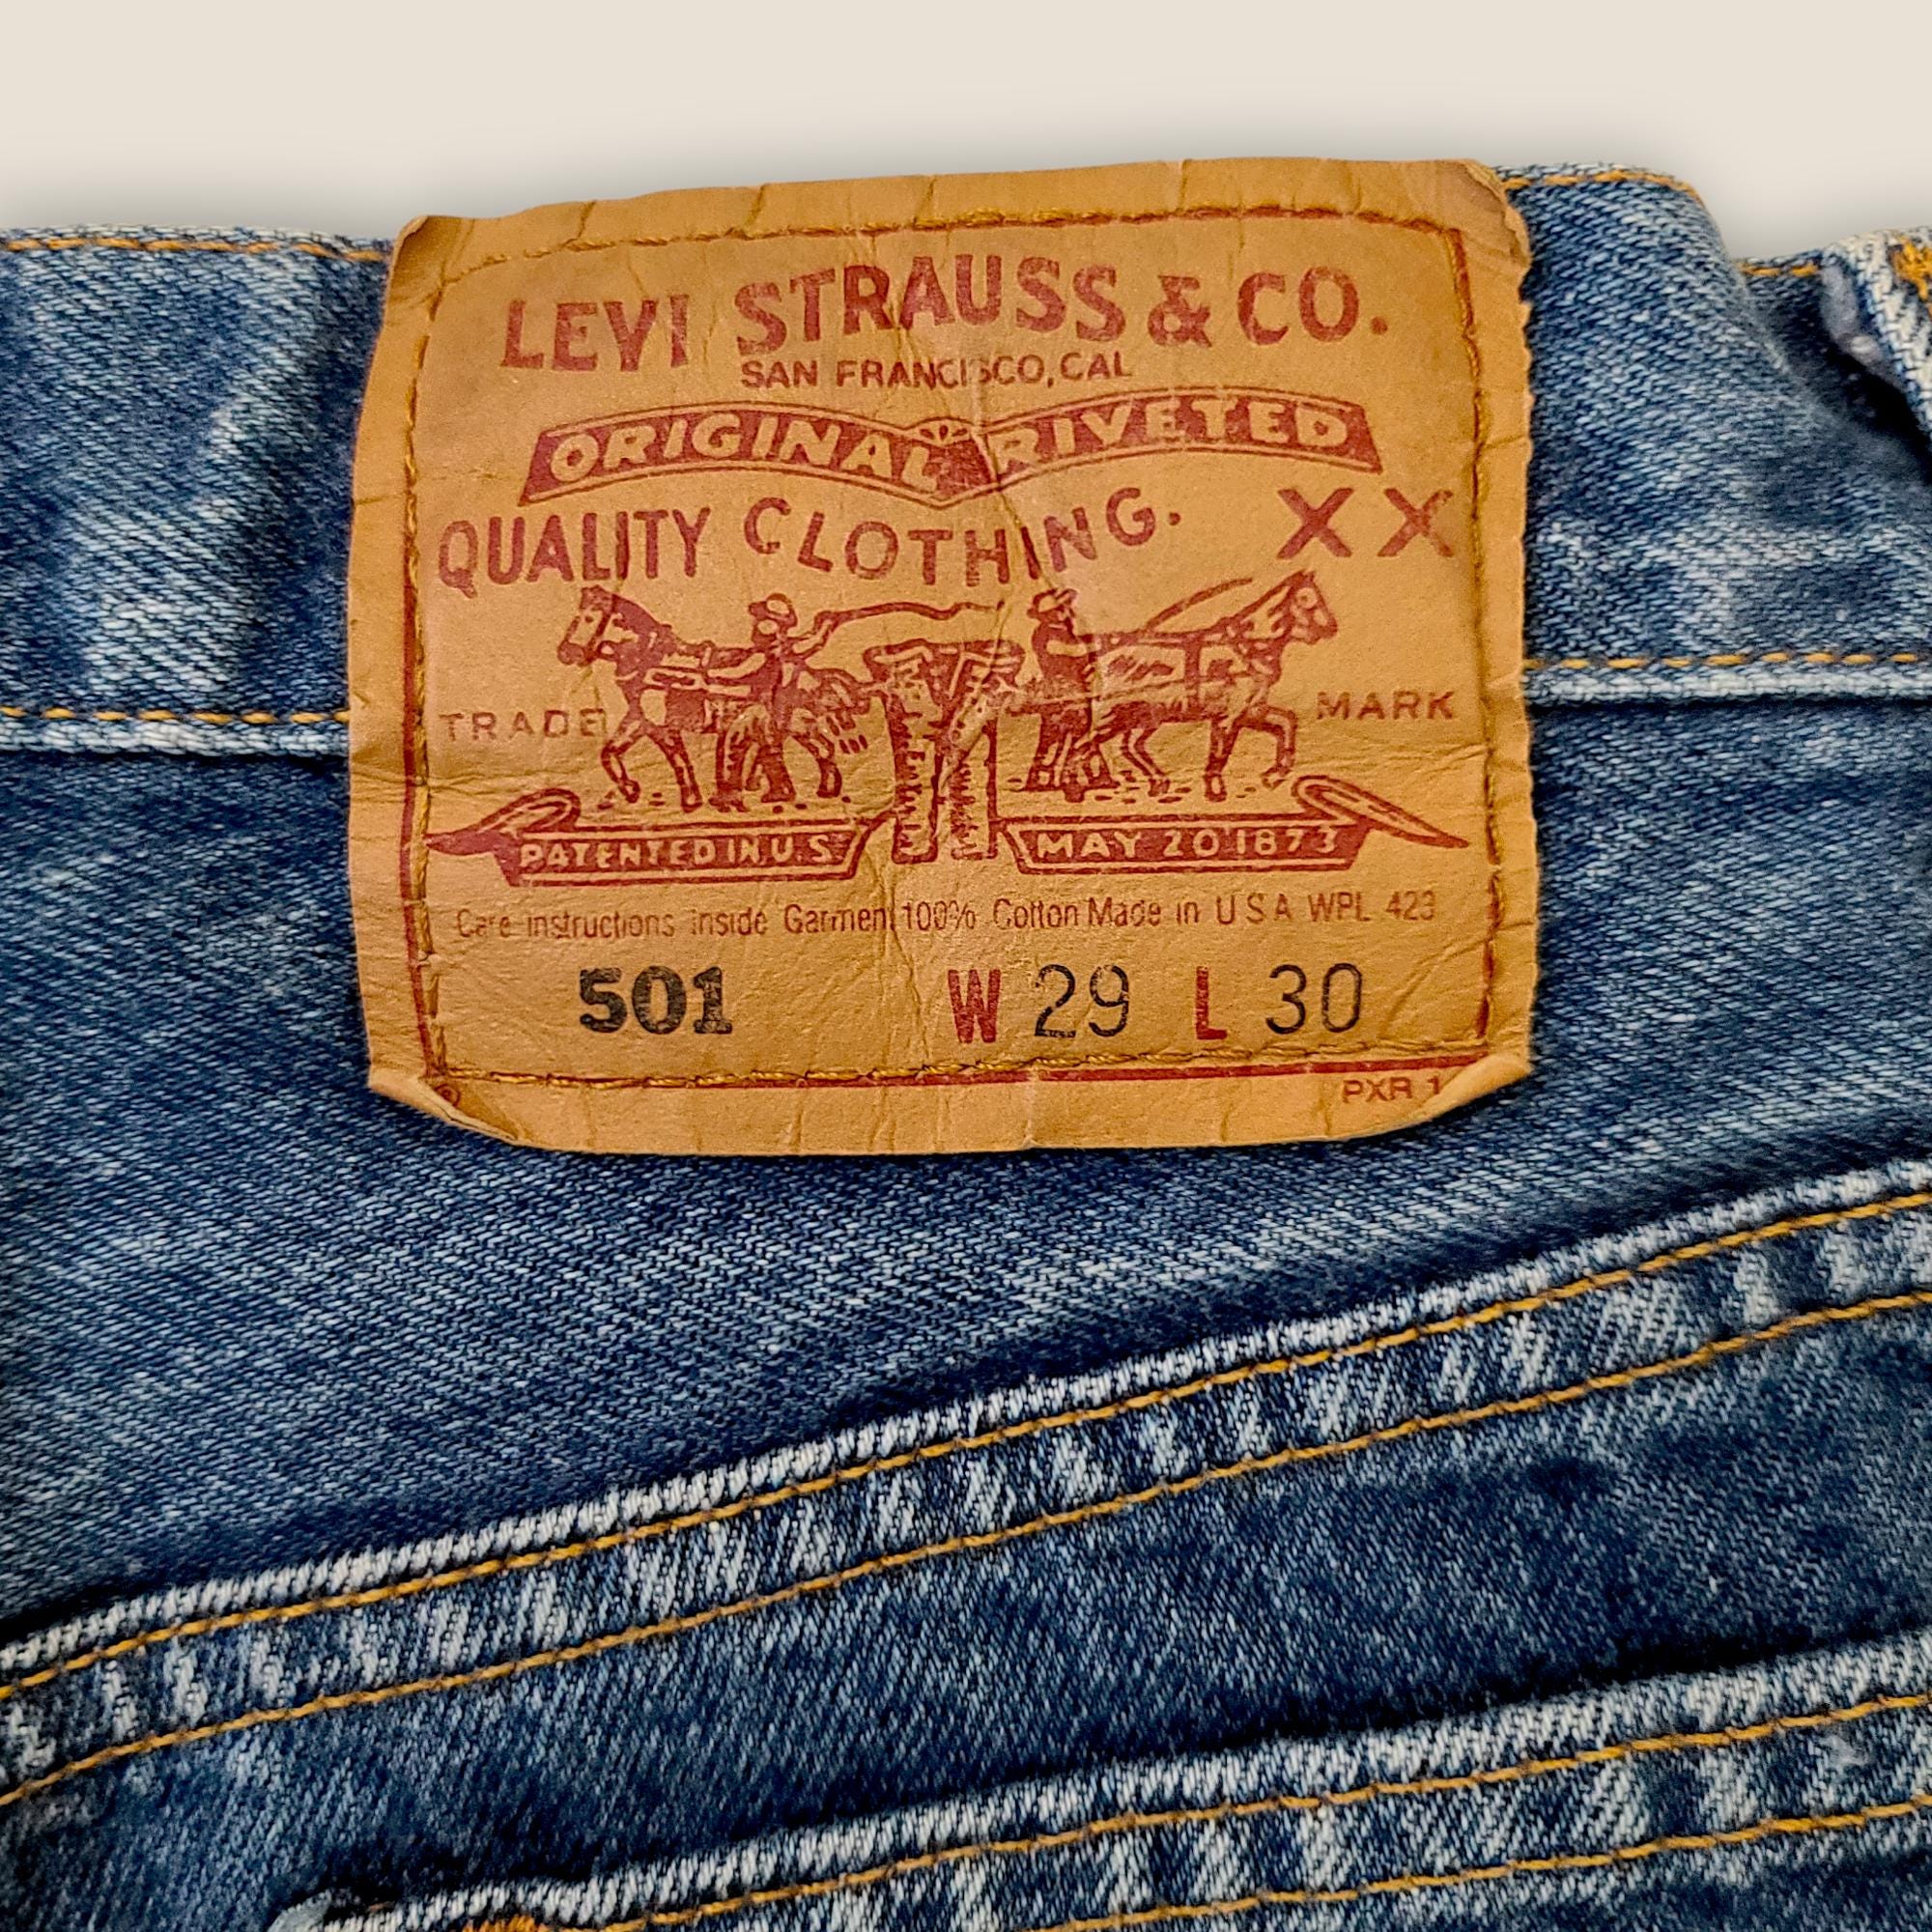 LEVI STRAUSS & CO.
SAN FRANCISCO, CAL
ORIGINAL RIVETED
QUALITY CLOTHING. XX
TRADE MARK
PATENTED IN U.S. MAY 20 1873
Care instructions inside Garment 100% Cotton Made in U S A WPL 423
501 W 29 L 30
® PXR 1